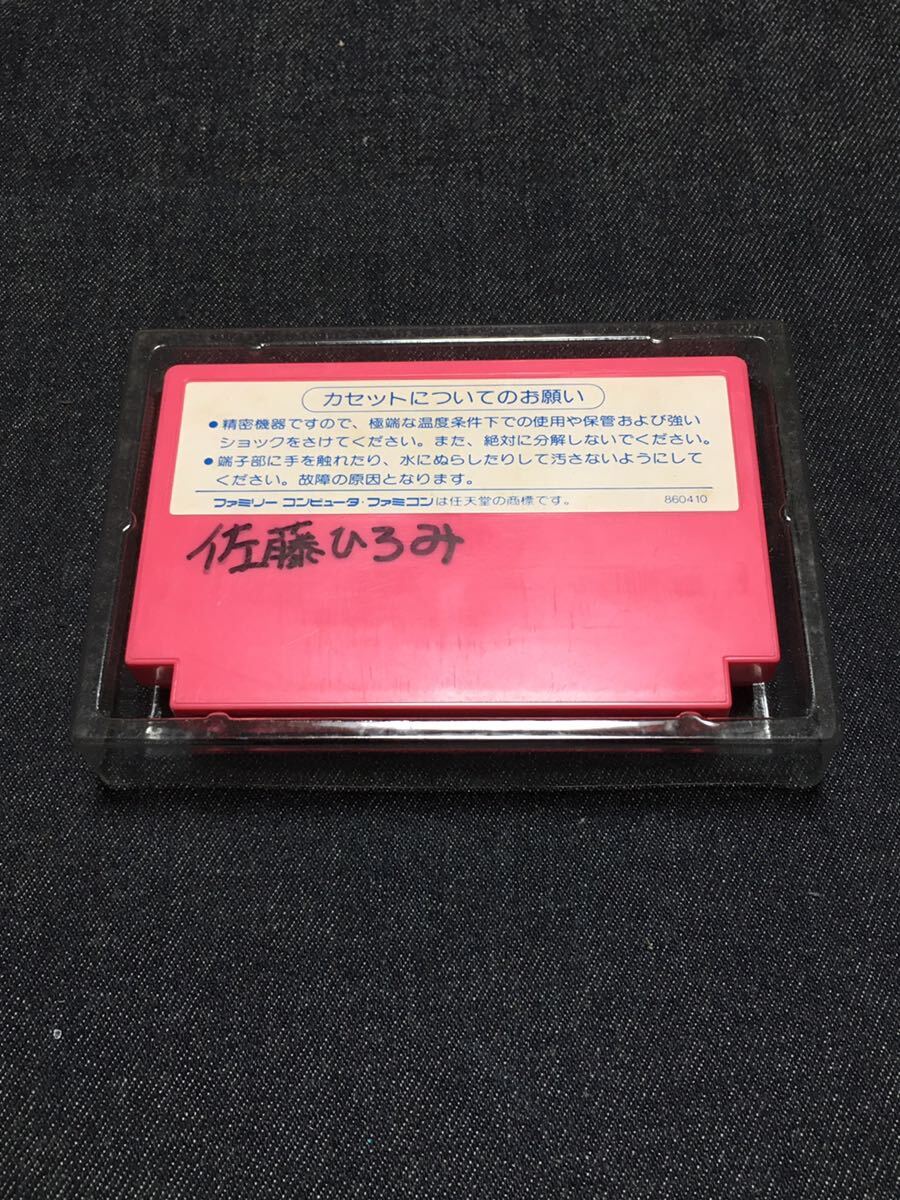 カセットについてのお願い
●精密機器ですので、極端な温度条件下での使用や保管および強い
ショックをさけてください。また、絶対に分解しないでください。
●端子部に手を触れたり、水にぬらしたりして汚さないようにして
ください。故障の原因となります。
ファミリー コンピュータ・ファミコンは任天堂の商標です。 860410
佐藤ひろみ